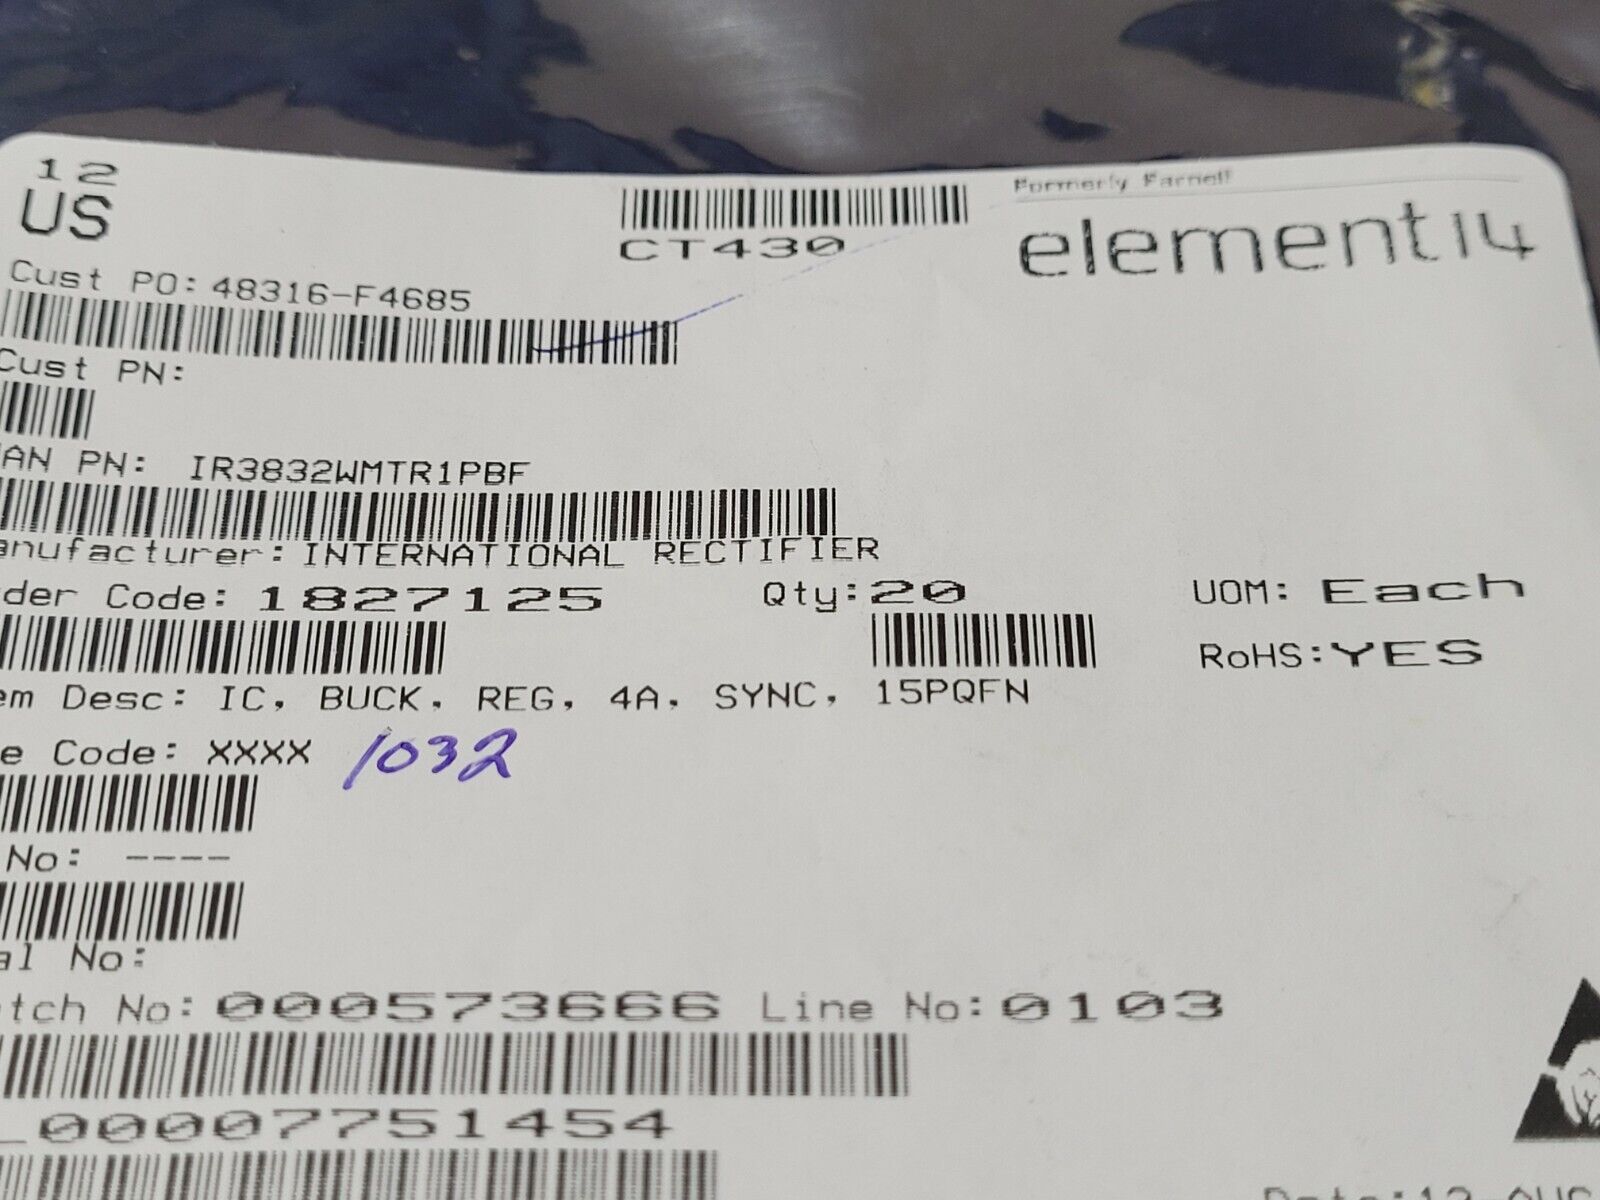 12
US
CT430
Formerly Farnell
element14
Cust PO: 48316-F4685
Cust PN:
AN PN: IR3832WMTR1PBF
anufacturer: INTERNATIONAL RECTIFIER
der Code: 1827125 Qty: 20 UOM: Each
RoHS: YES
em Desc: IC, BUCK, REG, 4A, SYNC, 15PQFN
e Code: XXXX 1032
No: ----
al No:
tch No: 000573666 Line No: 0103
_00007751454